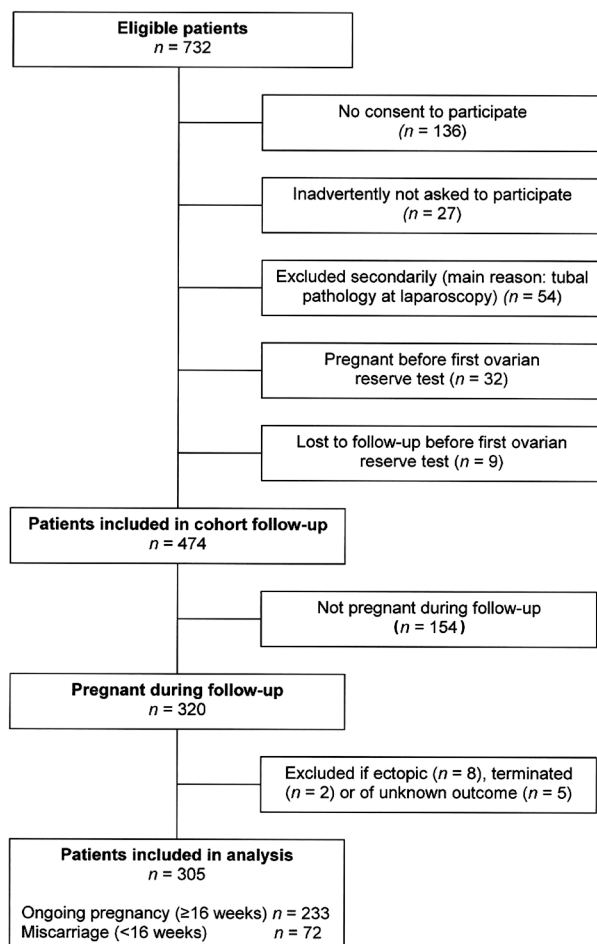 Eligible patients
n = 732
No consent to participate
(n = 136)
Inadvertently not asked to participate
(n = 27)
Excluded secondarily (main reason: tubal
pathology at laparoscopy) (n = 54)
Pregnant before first ovarian
reserve test (n = 32)
Lost to follow-up before first ovarian
reserve test (n = 9)
Patients included in cohort follow-up
n = 474
Not pregnant during follow-up
(n = 154)
Pregnant during follow-up
n = 320
Excluded if ectopic (n = 8), terminated
(n = 2) or of unknown outcome (n = 5)
Patients included in analysis
n = 305
Ongoing pregnancy (≥16 weeks) n = 233
Miscarriage (<16 weeks) n = 72